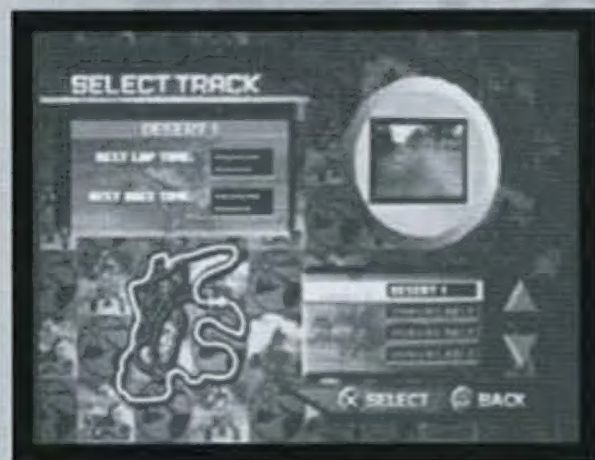 SELECT TRACK
DESERT 1
BEST LAP TIME:
BEST RACE TIME:
DESERT 1
SELECT BACK